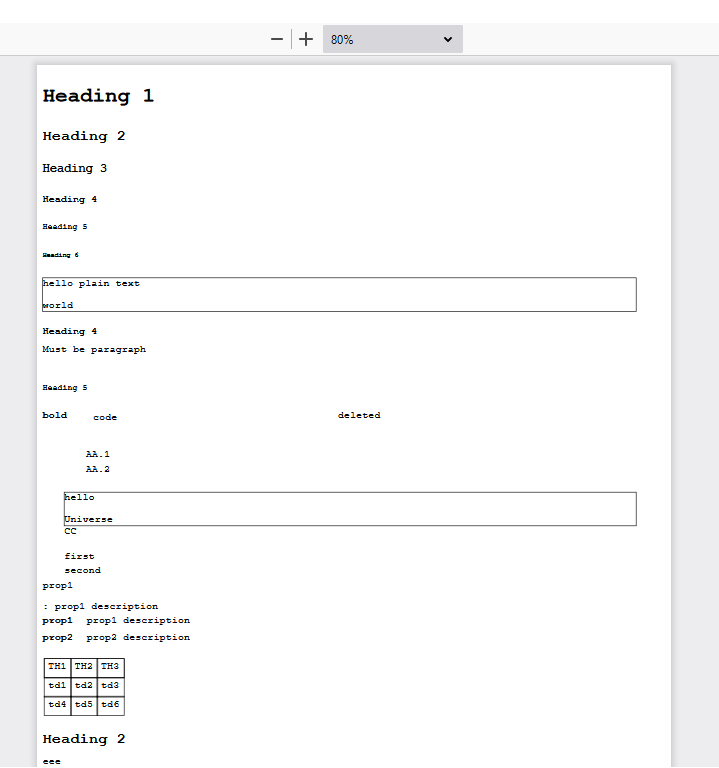 80%
Heading 1
Heading 2
Heading 3
Heading 4
Heading 5
Heading 6
hello plain text
world
Heading 4
Must be paragraph
Heading 5
bold code deleted
AA.1
AA.2
hello
Universe
CC
first
second
prop1
: prop1 description
prop1 prop1 description
prop2 prop2 description
TH1 TH2 TH3
td1 td2 td3
td4 td5 td6
Heading 2
eee